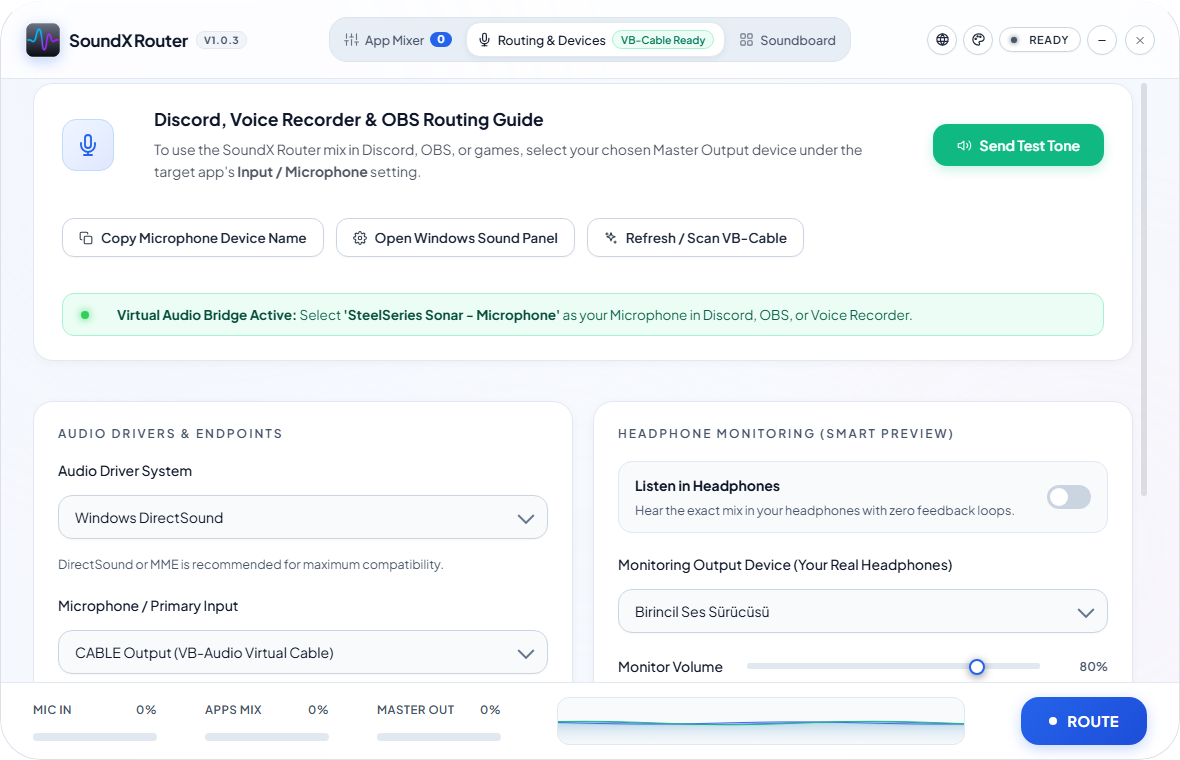 SoundX Router V1.0.3
App Mixer 0
Routing & Devices VB-Cable Ready
Soundboard
READY
Discord, Voice Recorder & OBS Routing Guide
To use the SoundX Router mix in Discord, OBS, or games, select your chosen Master Output device under the
target app's Input / Microphone setting.
Send Test Tone
Copy Microphone Device Name
Open Windows Sound Panel
Refresh / Scan VB-Cable
Virtual Audio Bridge Active: Select 'SteelSeries Sonar - Microphone' as your Microphone in Discord, OBS, or Voice Recorder.
AUDIO DRIVERS & ENDPOINTS
Audio Driver System
Windows DirectSound
DirectSound or MME is recommended for maximum compatibility.
Microphone / Primary Input
CABLE Output (VB-Audio Virtual Cable)
HEADPHONE MONITORING (SMART PREVIEW)
Listen in Headphones
Hear the exact mix in your headphones with zero feedback loops.
Monitoring Output Device (Your Real Headphones)
Birincil Ses Sürücüsü
Monitor Volume 80%
MIC IN 0%
APPS MIX 0%
MASTER OUT 0%
ROUTE